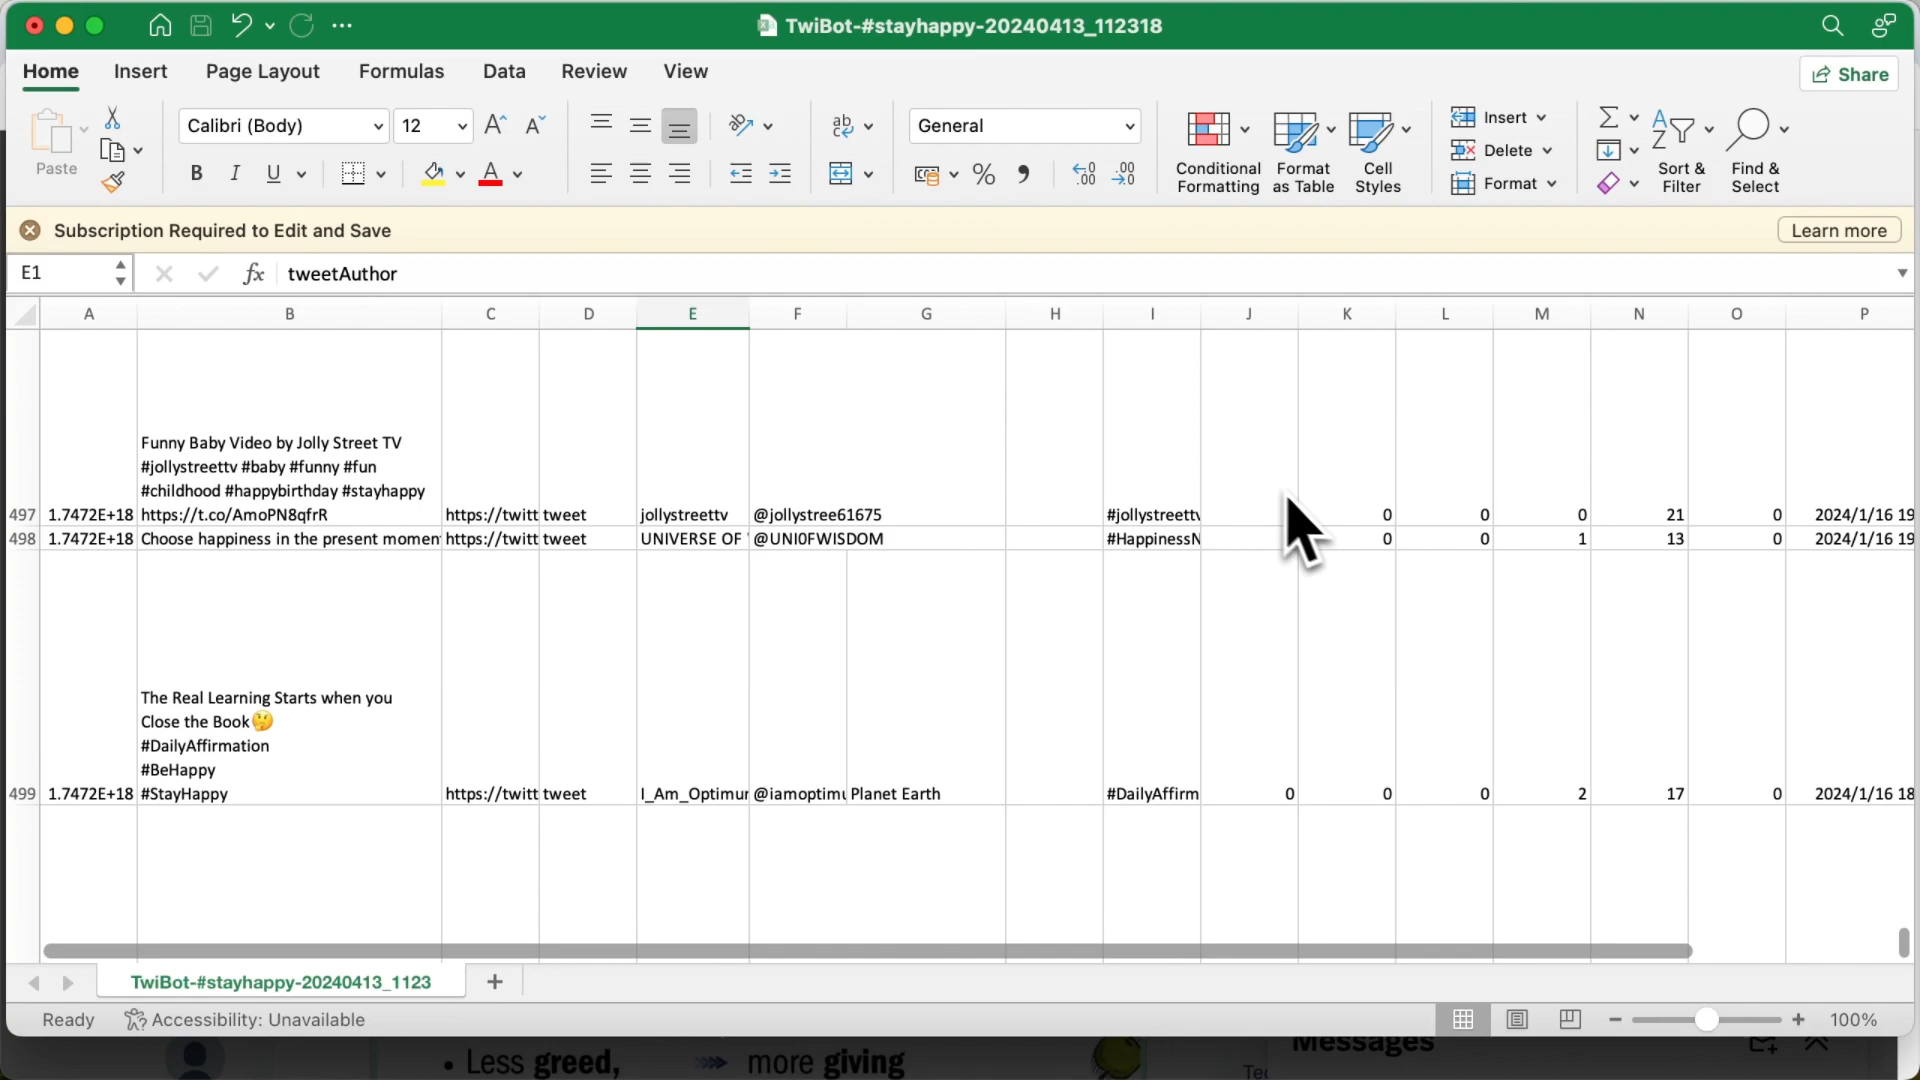 TwiBot-#stayhappy-20240413_112318
Home Insert Page Layout Formulas Data Review View Share
Paste
Calibri (Body) 12
B I U A
ab
General
%
Conditional Formatting
Format as Table
Cell Styles
Insert
Delete
Format
Sort & Filter
Find & Select
Subscription Required to Edit and Save Learn more
E1 fx tweetAuthor
A B C D E F G H I J K L M N O P
Funny Baby Video by Jolly Street TV
#jollystreettv #baby #funny #fun
#childhood #happybirthday #stayhappy
497 1.7472E+18 https://t.co/AmoPN8qfrR https://twitt tweet jollystreettv @jollystree61675 #jollystreettv 0 0 0 21 0 2024/1/16 19
498 1.7472E+18 Choose happiness in the present momen https://twitt tweet UNIVERSE OF @UNI0FWISDOM #HappinessN 0 0 1 13 0 2024/1/16 19
The Real Learning Starts when you
Close the Book🤔
#DailyAffirmation
#BeHappy
499 1.7472E+18 #StayHappy https://twitt tweet I_Am_Optimur @iamoptimu Planet Earth #DailyAffirm 0 0 0 2 17 0 2024/1/16 18
TwiBot-#stayhappy-20240413_1123 +
Ready Accessibility: Unavailable 100%
• Less greed, more giving
Messages